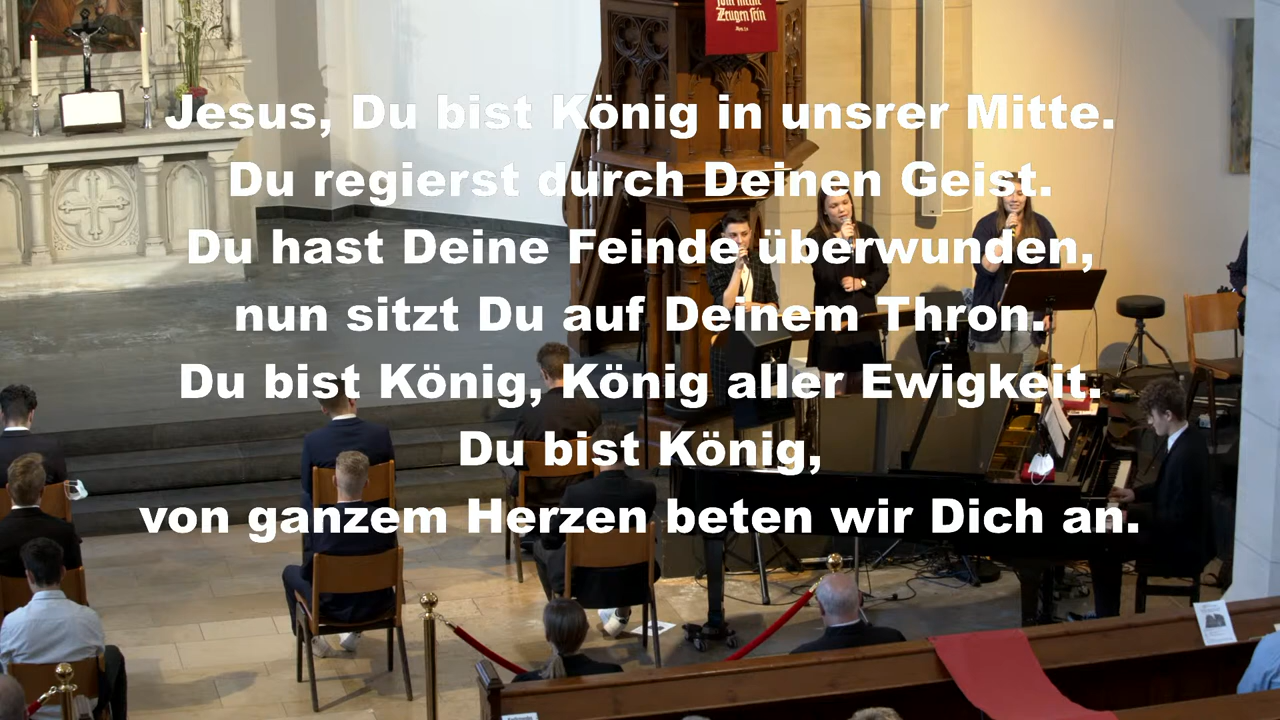 Zeugen sein
Jesus, Du bist König in unsrer Mitte.
Du regierst durch Deinen Geist.
Du hast Deine Feinde überwunden,
nun sitzt Du auf Deinem Thron.
Du bist König, König aller Ewigkeit.
Du bist König,
von ganzem Herzen beten wir Dich an.